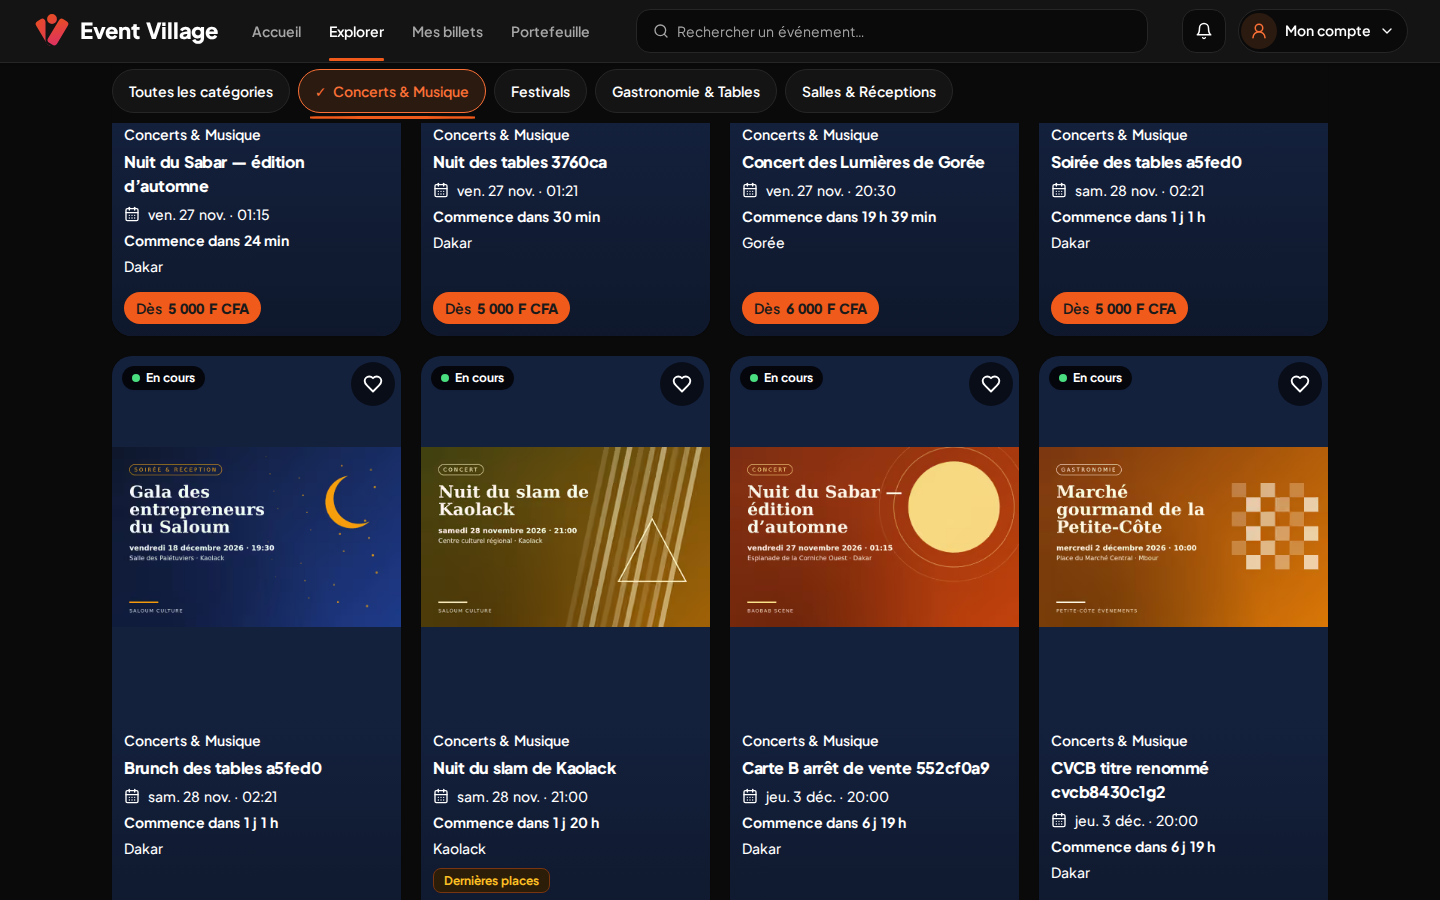 Event Village
Accueil
Explorer
Mes billets
Portefeuille
Rechercher un événement...
Mon compte
Toutes les catégories
✓ Concerts & Musique
Festivals
Gastronomie & Tables
Salles & Réceptions
Concerts & Musique
Nuit du Sabar — édition
d’automne
ven. 27 nov. · 01:15
Commence dans 24 min
Dakar
Dès 5 000 F CFA
Concerts & Musique
Nuit des tables 3760ca
ven. 27 nov. · 01:21
Commence dans 30 min
Dakar
Dès 5 000 F CFA
Concerts & Musique
Concert des Lumières de Gorée
ven. 27 nov. · 20:30
Commence dans 19 h 39 min
Gorée
Dès 6 000 F CFA
Concerts & Musique
Soirée des tables a5fed0
sam. 28 nov. · 02:21
Commence dans 1 j 1 h
Dakar
Dès 5 000 F CFA
En cours
SOIRÉE & RÉCEPTION
Gala des
entrepreneurs
du Saloum
vendredi 18 décembre 2026 · 19:30
Salle des Palétuviers · Kaolack
SALOUM CULTURE
Concerts & Musique
Brunch des tables a5fed0
sam. 28 nov. · 02:21
Commence dans 1 j 1 h
Dakar
En cours
CONCERT
Nuit du slam de
Kaolack
samedi 28 novembre 2026 · 21:00
Centre culturel régional · Kaolack
SALOUM CULTURE
Concerts & Musique
Nuit du slam de Kaolack
sam. 28 nov. · 21:00
Commence dans 1 j 20 h
Kaolack
Dernières places
En cours
CONCERT
Nuit du Sabar —
édition
d’automne
vendredi 27 novembre 2026 · 01:15
Esplanade de la Corniche Ouest · Dakar
BAOBAB SCÈNE
Concerts & Musique
Carte B arrêt de vente 552cf0a9
jeu. 3 déc. · 20:00
Commence dans 6 j 19 h
Dakar
En cours
GASTRONOMIE
Marché
gourmand de la
Petite-Côte
mercredi 2 décembre 2026 · 10:00
Place du Marché Central · Mbour
PETITE-CÔTE ÉVÉNEMENTS
Concerts & Musique
CVCB titre renommé
cvcb8430c1g2
jeu. 3 déc. · 20:00
Commence dans 6 j 19 h
Dakar